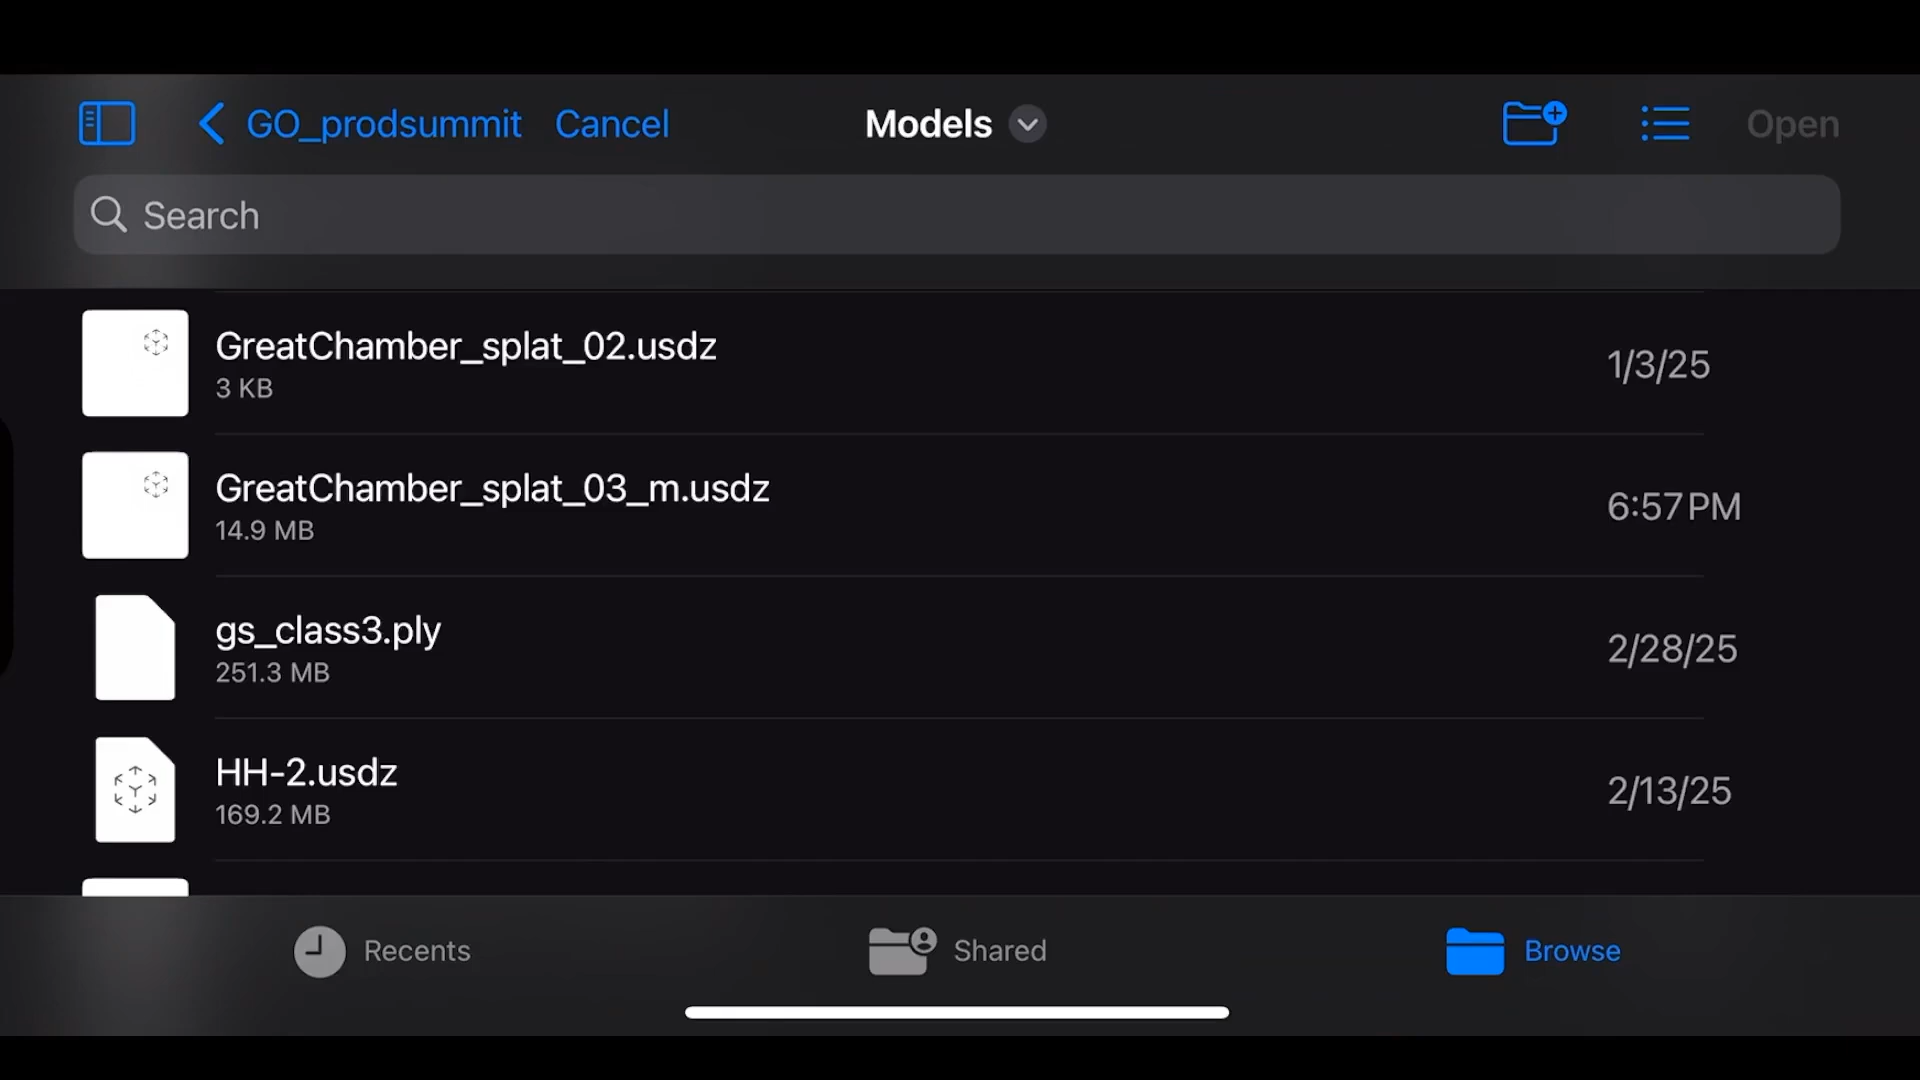 GO_prodsummit Cancel Models Open
Search
GreatChamber_splat_02.usdz
3 KB
1/3/25
GreatChamber_splat_03_m.usdz
14.9 MB
6:57 PM
gs_class3.ply
251.3 MB
2/28/25
HH-2.usdz
169.2 MB
2/13/25
Recents Shared Browse